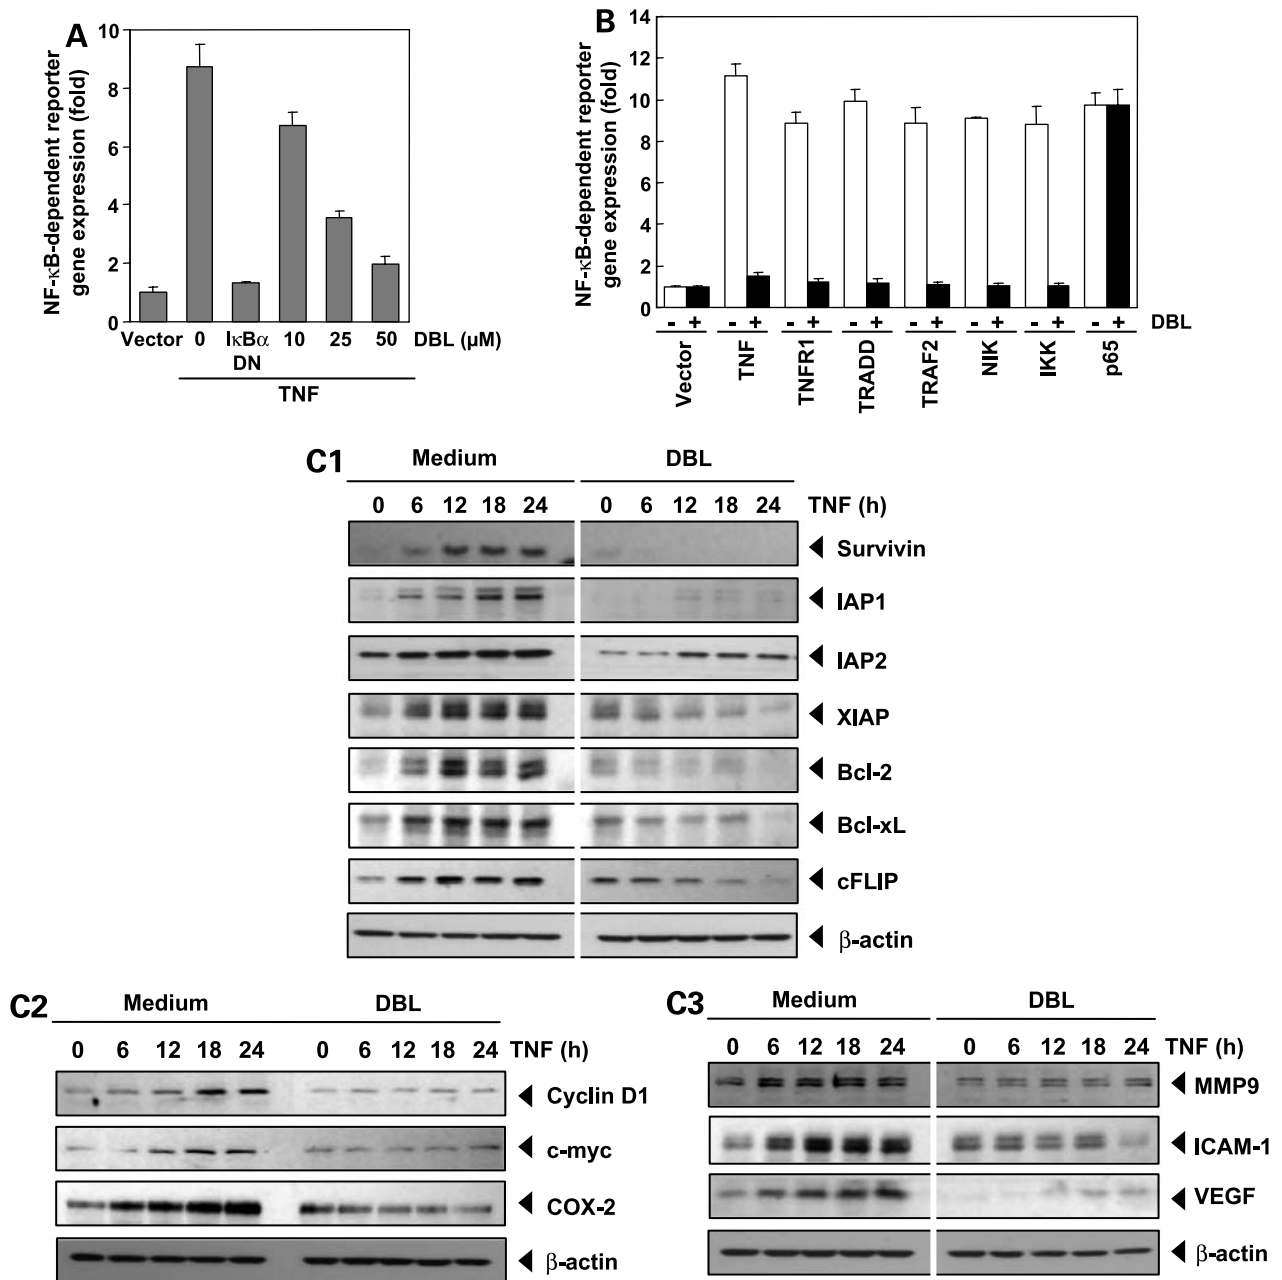 A
NF-κB-dependent reporter
gene expression (fold)
10
8
6
4
2
0
Vector 0 IκBα 10 25 50 DBL (µM)
DN
TNF
B
NF-κB-dependent reporter
gene expression (fold)
14
12
10
8
6
4
2
0
- + - + - + - + - + - + - + - + DBL
Vector TNF TNFR1 TRADD TRAF2 NIK IKK p65
C1 Medium DBL
0 6 12 18 24 0 6 12 24 TNF (h)
Survivin
IAP1
IAP2
XIAP
Bcl-2
Bcl-xL
cFLIP
β-actin
C2 Medium DBL
0 6 12 18 24 0 6 12 18 24 TNF (h)
Cyclin D1
c-myc
COX-2
β-actin
C3 Medium DBL
0 6 12 18 24 0 6 12 18 24 TNF (h)
MMP9
ICAM-1
VEGF
β-actin